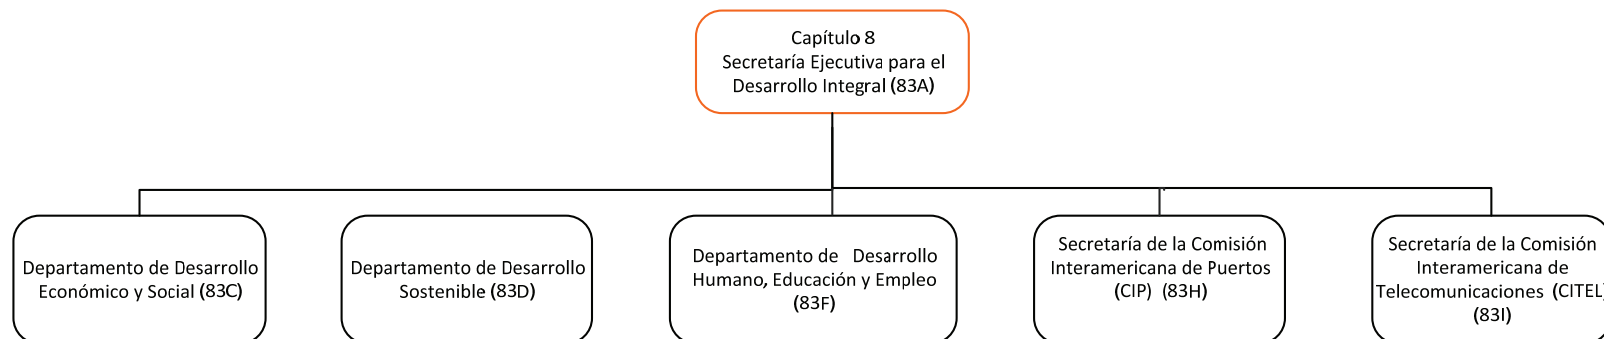 Capítulo 8
Secretaría Ejecutiva para el
Desarrollo Integral (83A)
Departamento de Desarrollo
Económico y Social (83C)
Departamento de Desarrollo
Sostenible (83D)
Departamento de Desarrollo
Humano, Educación y Empleo
(83F)
Secretaría de la Comisión
Interamericana de Puertos
(CIP) (83H)
Secretaría de la Comisión
Interamericana de
Telecomunicaciones (CITEL)
(83I)